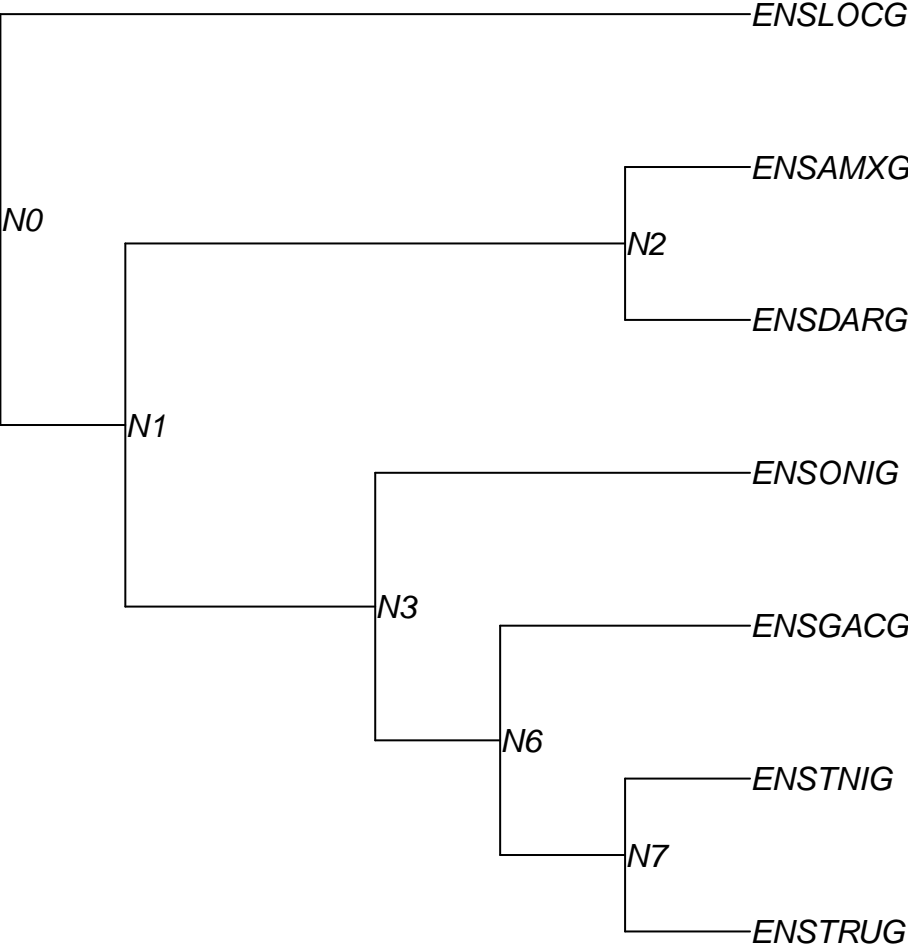 ENSLOCG
ENSAMXG
N0
N2
ENSDARG
N1
ENSONIG
N3
ENSGACG
N6
ENSTNIG
N7
ENSTRUG